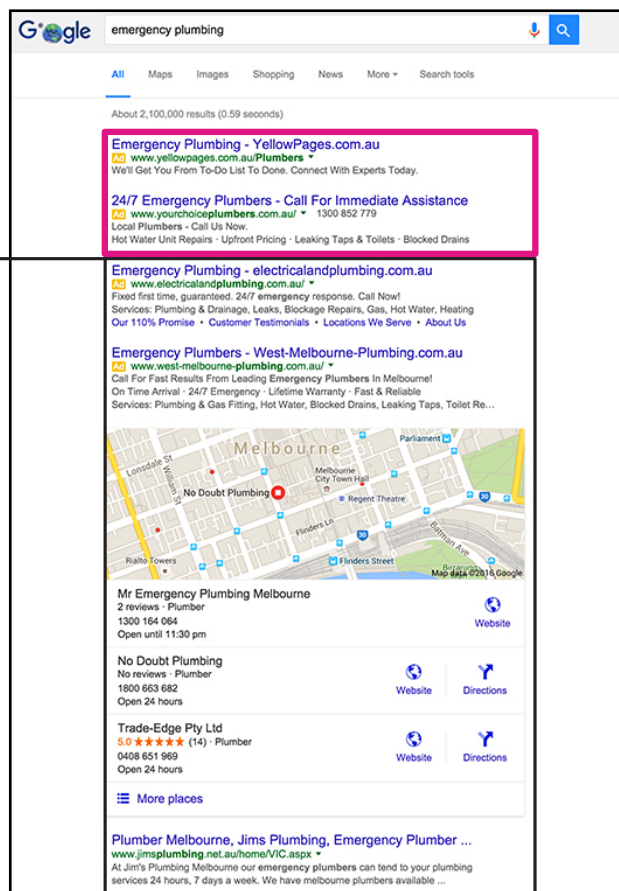 Google
emergency plumbing
All Maps Images Shopping News More Search tools
About 2,100,000 results (0.59 seconds)
Emergency Plumbing - YellowPages.com.au
Ad www.yellowpages.com.au/Plumbers
We'll Get You From To-Do List To Done. Connect With Experts Today.
24/7 Emergency Plumbers - Call For Immediate Assistance
Ad www.yourchoiceplumbers.com.au/ 1300 852 779
Local Plumbers - Call Us Now.
Hot Water Unit Repairs · Upfront Pricing · Leaking Taps & Toilets · Blocked Drains
Emergency Plumbing - electricalandplumbing.com.au
Ad www.electricalandplumbing.com.au/
Fixed first time, guaranteed. 24/7 emergency response. Call Now!
Services: Plumbing & Drainage, Leaks, Blockage Repairs, Gas, Hot Water, Heating
Our 110% Promise • Customer Testimonials • Locations We Serve • About Us
Emergency Plumbers - West-Melbourne-Plumbing.com.au
Ad www.west-melbourne-plumbing.com.au/
Call For Fast Results From Leading Emergency Plumbers In Melbourne!
On Time Arrival · 24/7 Emergency · Lifetime Warranty · Fast & Reliable
Services: Plumbing & Gas Fitting, Hot Water, Blocked Drains, Leaking Taps, Toilet Re...
Parliament
Melbourne
Lonsdale St
William St
Melbourne
City Town Hall
No Doubt Plumbing
Regent Theatre
30
Flinders Ln
30
Batman Ave
Rialto Towers
Flinders Street
Birrarung
Map data ©2016 Google
Mr Emergency Plumbing Melbourne
2 reviews · Plumber
1300 164 064
Open until 11:30 pm
Website
No Doubt Plumbing
No reviews · Plumber
1800 663 682
Open 24 hours
Website Directions
Trade-Edge Pty Ltd
5.0 ★★★★★ (14) · Plumber
0408 651 969
Open 24 hours
Website Directions
More places
Plumber Melbourne, Jims Plumbing, Emergency Plumber ...
www.jimsplumbing.net.au/home/VIC.aspx
At Jim's Plumbing Melbourne our emergency plumbers can tend to your plumbing
services 24 hours, 7 days a week. We have melbourne plumbers available ...